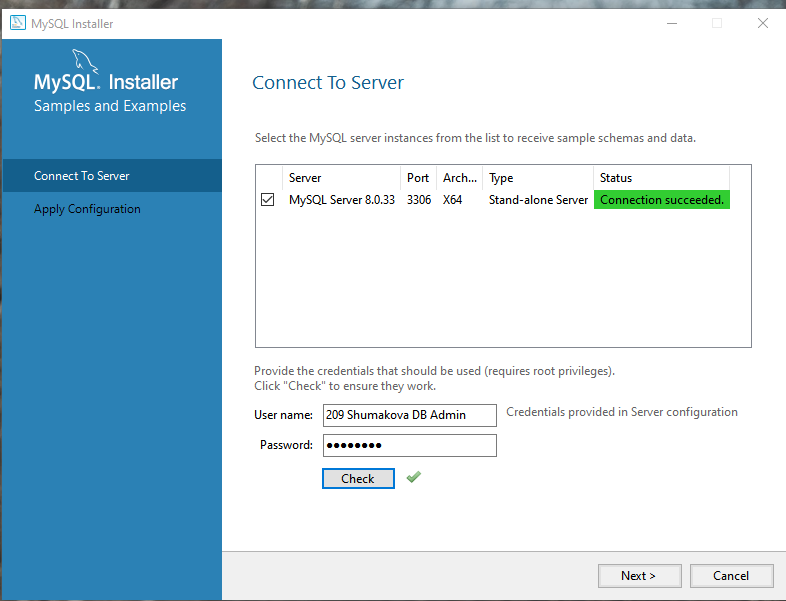 MySQL Installer
MySQL. Installer
Samples and Examples
Connect To Server
Apply Configuration
Connect To Server
Select the MySQL server instances from the list to receive sample schemas and data.
Server Port Arch... Type Status
MySQL Server 8.0.33 3306 X64 Stand-alone Server Connection succeeded.
Provide the credentials that should be used (requires root privileges).
Click "Check" to ensure they work.
User name: 209 Shumakova DB Admin Credentials provided in Server configuration
Password: ●●●●●●●●
Check
Next > Cancel